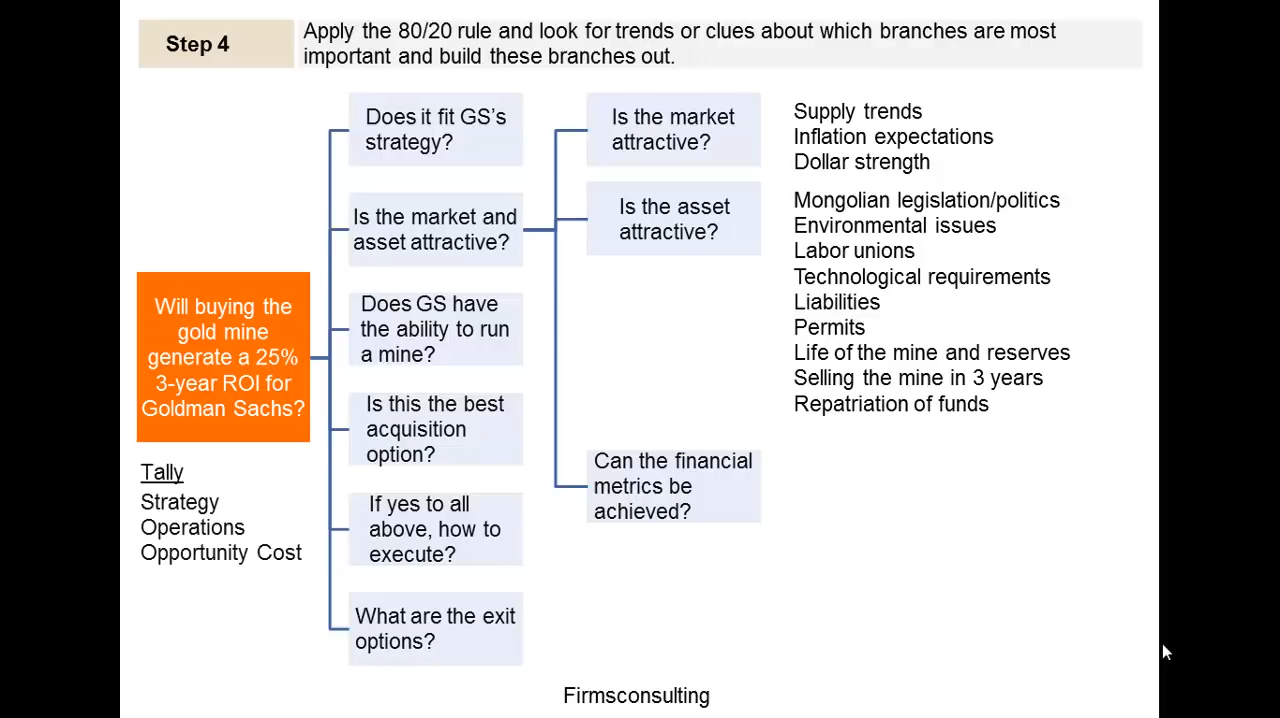 Step 4
Apply the 80/20 rule and look for trends or clues about which branches are most
important and build these branches out.
Will buying the
gold mine
generate a 25%
3-year ROI for
Goldman Sachs?
Tally
Strategy
Operations
Opportunity Cost
Does it fit GS's
strategy?
Is the market and
asset attractive?
Does GS have
the ability to run
a mine?
Is this the best
acquisition
option?
If yes to all
above, how to
execute?
What are the exit
options?
Is the market
attractive?
Is the asset
attractive?
Can the financial
metrics be
achieved?
Supply trends
Inflation expectations
Dollar strength
Mongolian legislation/politics
Environmental issues
Labor unions
Technological requirements
Liabilities
Permits
Life of the mine and reserves
Selling the mine in 3 years
Repatriation of funds
Firmsconsulting